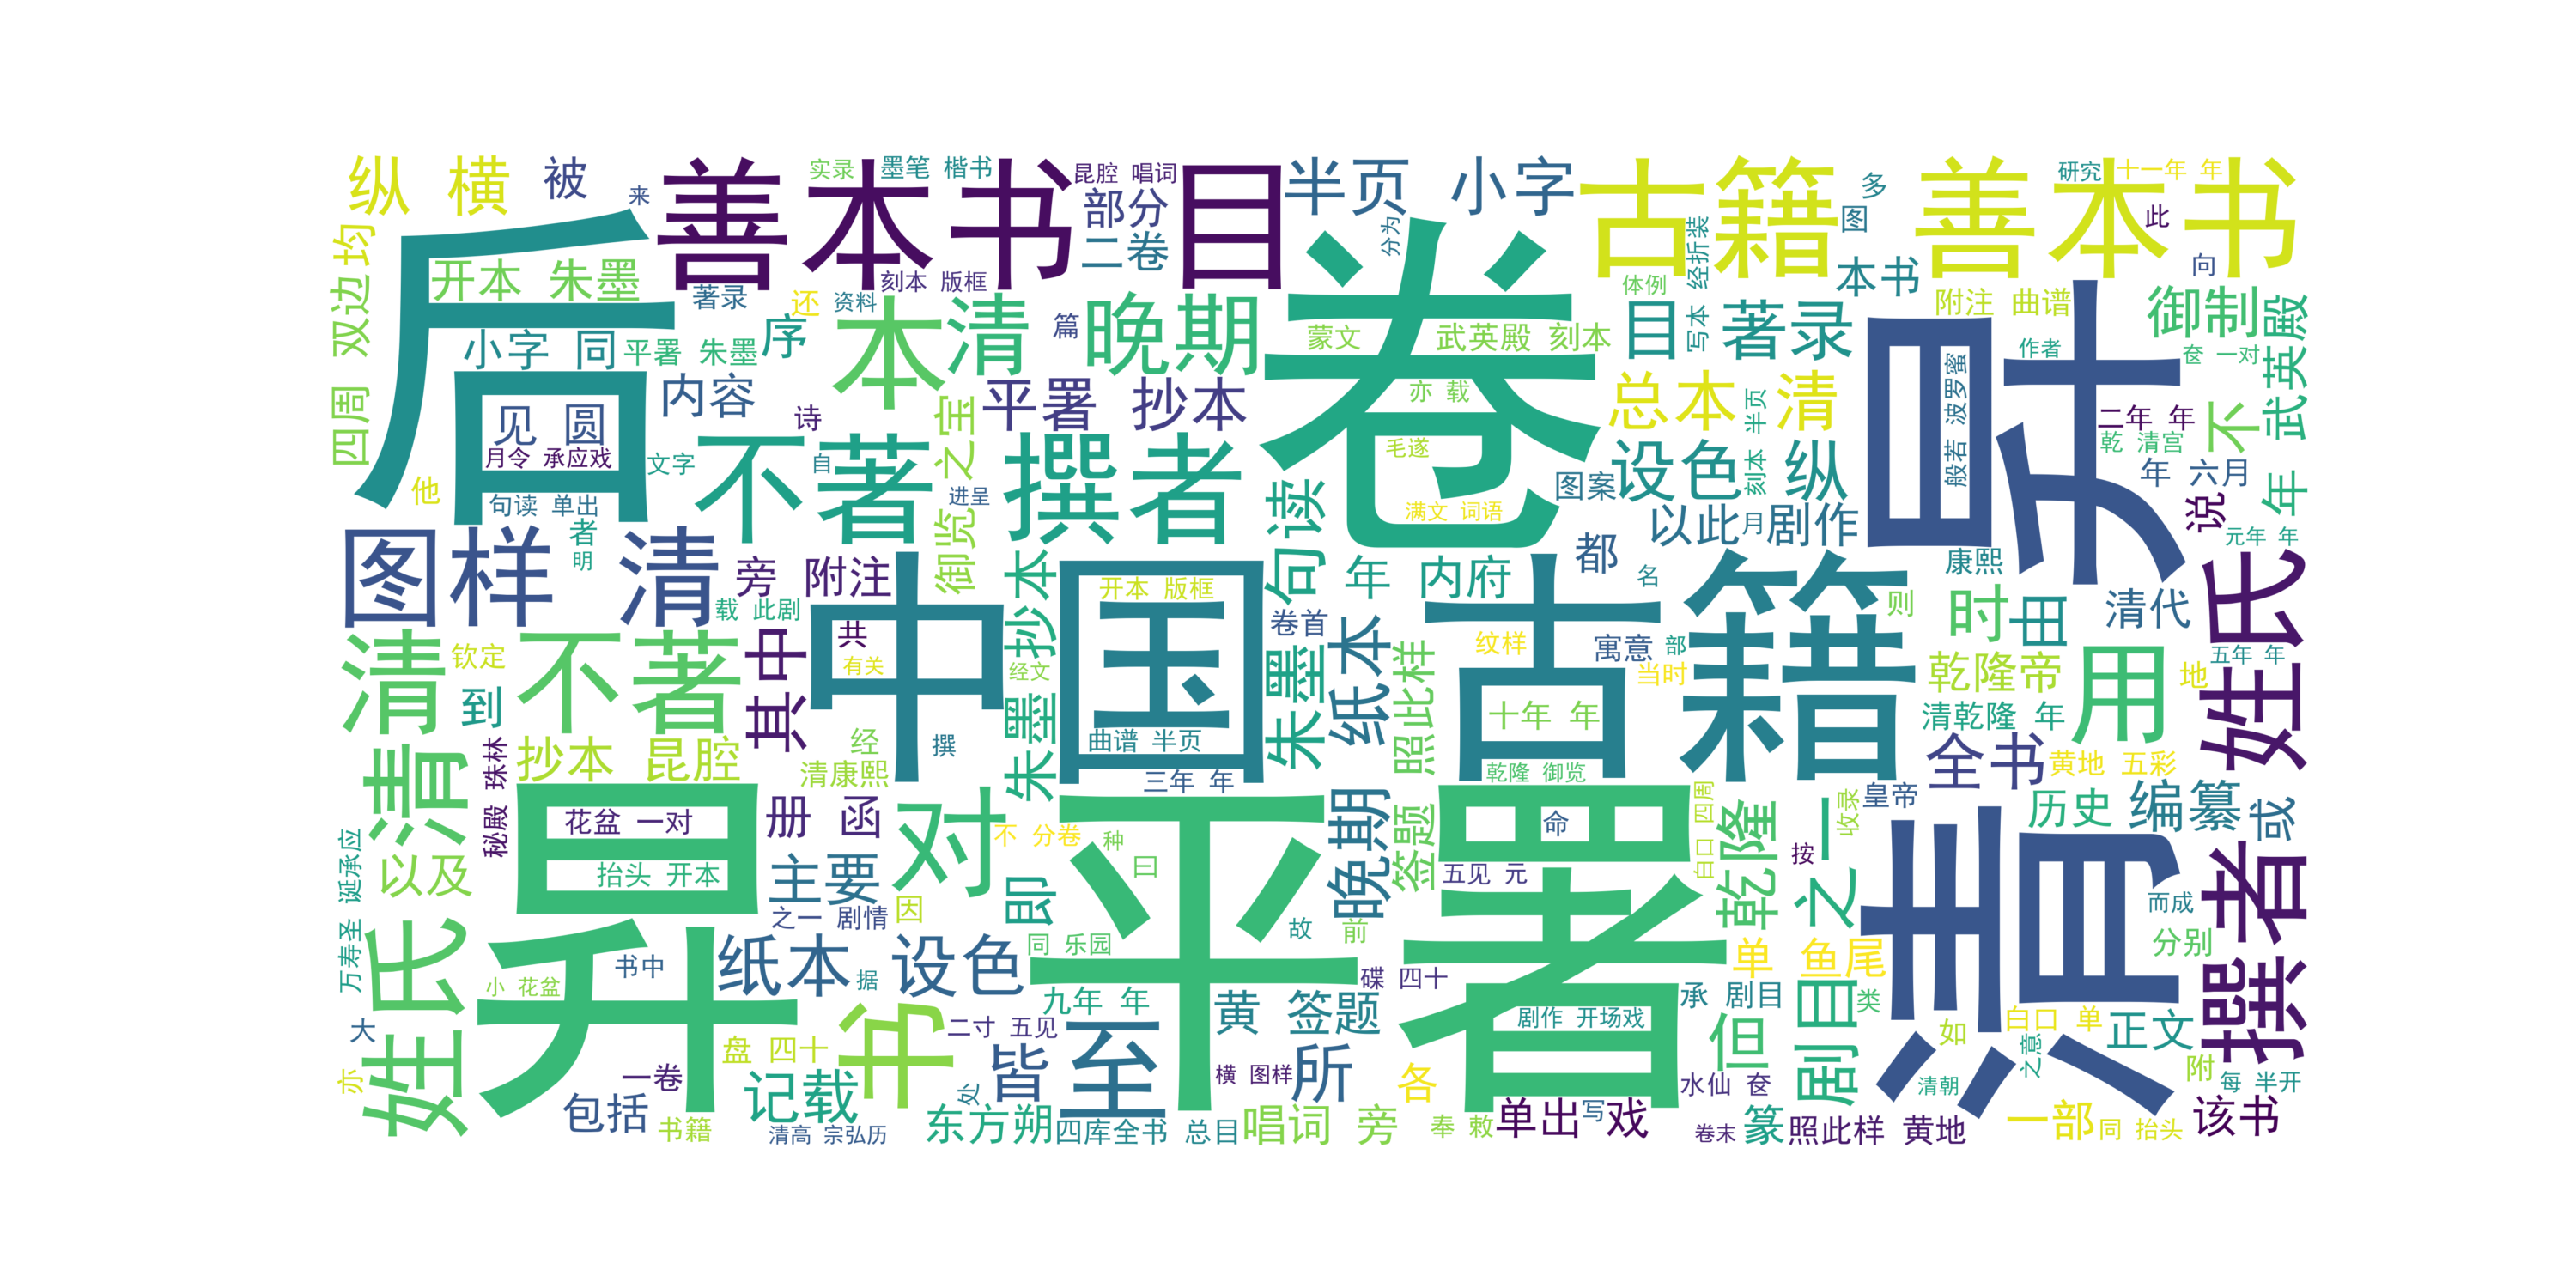 纵 横
被
来
善本书 目
实录
墨笔 楷书
昆腔 唱词
部分
二卷
半页 小字
古籍 善本书
多
图
研究
十一年 年
此
向
四周 双边 均
后
开本 朱墨
刻本 版框
著录
还
资料
序
本 清
篇
晚期
卷
分为
经折装
体例
本书
附注 曲谱
御制
武英殿
小字 同
平署 朱墨
蒙文
武英殿 刻本
目 著录
写本
昇
作者
奁 一对
内容
见 圆
月令 承应戏
诗
之宝
平署 抄本
亦 载
总本 清
半页
刻本
般若 波罗蜜
二年 年
乾 清宫
不
年
他
句读 单出
文字
不著 撰者
自
进呈
御览
毛遂
满文 词语
图案
设色 纵
年 六月
说
图样 清
者
明
旁 附注
句读
以此
月
剧作
元年 年
载 此剧
中国 古籍
抄本
朱墨
开本 版框
年 内府
都
名
康熙
时
由
清代
则
姓氏
撰者
清 不著
钦定
到
其中
共
有关
经文
卷首
纸本
朱墨
照此样
纹样
寓意
部
当时
乾隆帝
用
地
五年 年
抄本 昆腔
经
清康熙
撰
曲谱 半页
三年 年
十年 年
乾隆 御览
清乾隆 年
全书
黄地 五彩
清
姓氏
秘殿 珠林
万寿圣 诞承应
以及
昇平署
花盆 一对
抬头 开本
册 函
对
不 分卷
种
曰
晚期
签题
命
五见 元
白口 四周
乾隆
按
之一
收录
皇帝
历史
编纂
或
清
主要
之一 剧情
因
即
故
前
而成
分别
小 花盆
书中
纸本 设色
据
同 乐园
九年 年
黄 签题
碟 四十
剧作 开场戏
承 剧目
单 鱼尾
剧目
类
大
亦
盘 四十
书
二寸 五见
皆
至
横 图样
所
各
但
如
白口 单
正文
之意
附
每 半开
一卷
包括
书籍
记载
清高 宗弘历
处
东方朔
四库全书 总目
唱词 旁
奉 敕
单出 戏
写
水仙 奁
卷末
篆
照此样 黄地
清朝
一部
同 抬头
该书